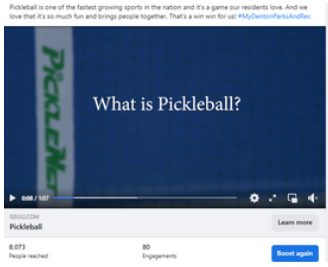 Pickleball is one of the fastest growing sports in the nation and it's a game our residents love. And we
love that it's so much fun and brings people together. That's a win win for us! #MyDentonParksAndRec
PICKLENET
What is Pickleball?
0:08 / 1:07
ISSUU.COM
Pickleball
Learn more
8,073
People reached
80
Engagements
Boost again